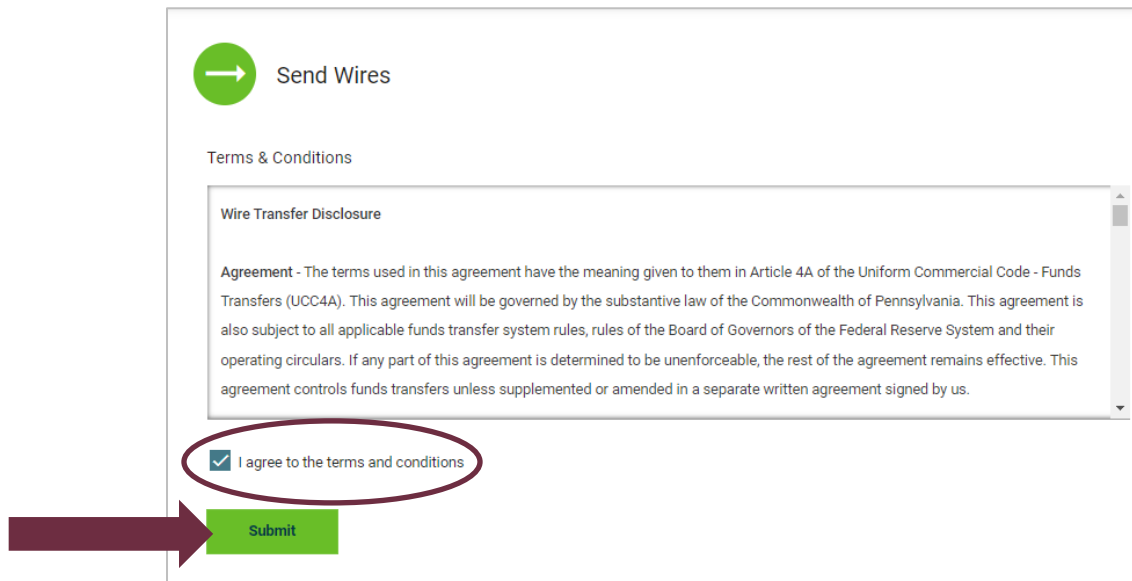 Send Wires
Terms & Conditions
Wire Transfer Disclosure
Agreement - The terms used in this agreement have the meaning given to them in Article 4A of the Uniform Commercial Code - Funds
Transfers (UCC4A). This agreement will be governed by the substantive law of the Commonwealth of Pennsylvania. This agreement is
also subject to all applicable funds transfer system rules, rules of the Board of Governors of the Federal Reserve System and their
operating circulars. If any part of this agreement is determined to be unenforceable, the rest of the agreement remains effective. This
agreement controls funds transfers unless supplemented or amended in a separate written agreement signed by us.
I agree to the terms and conditions
Submit